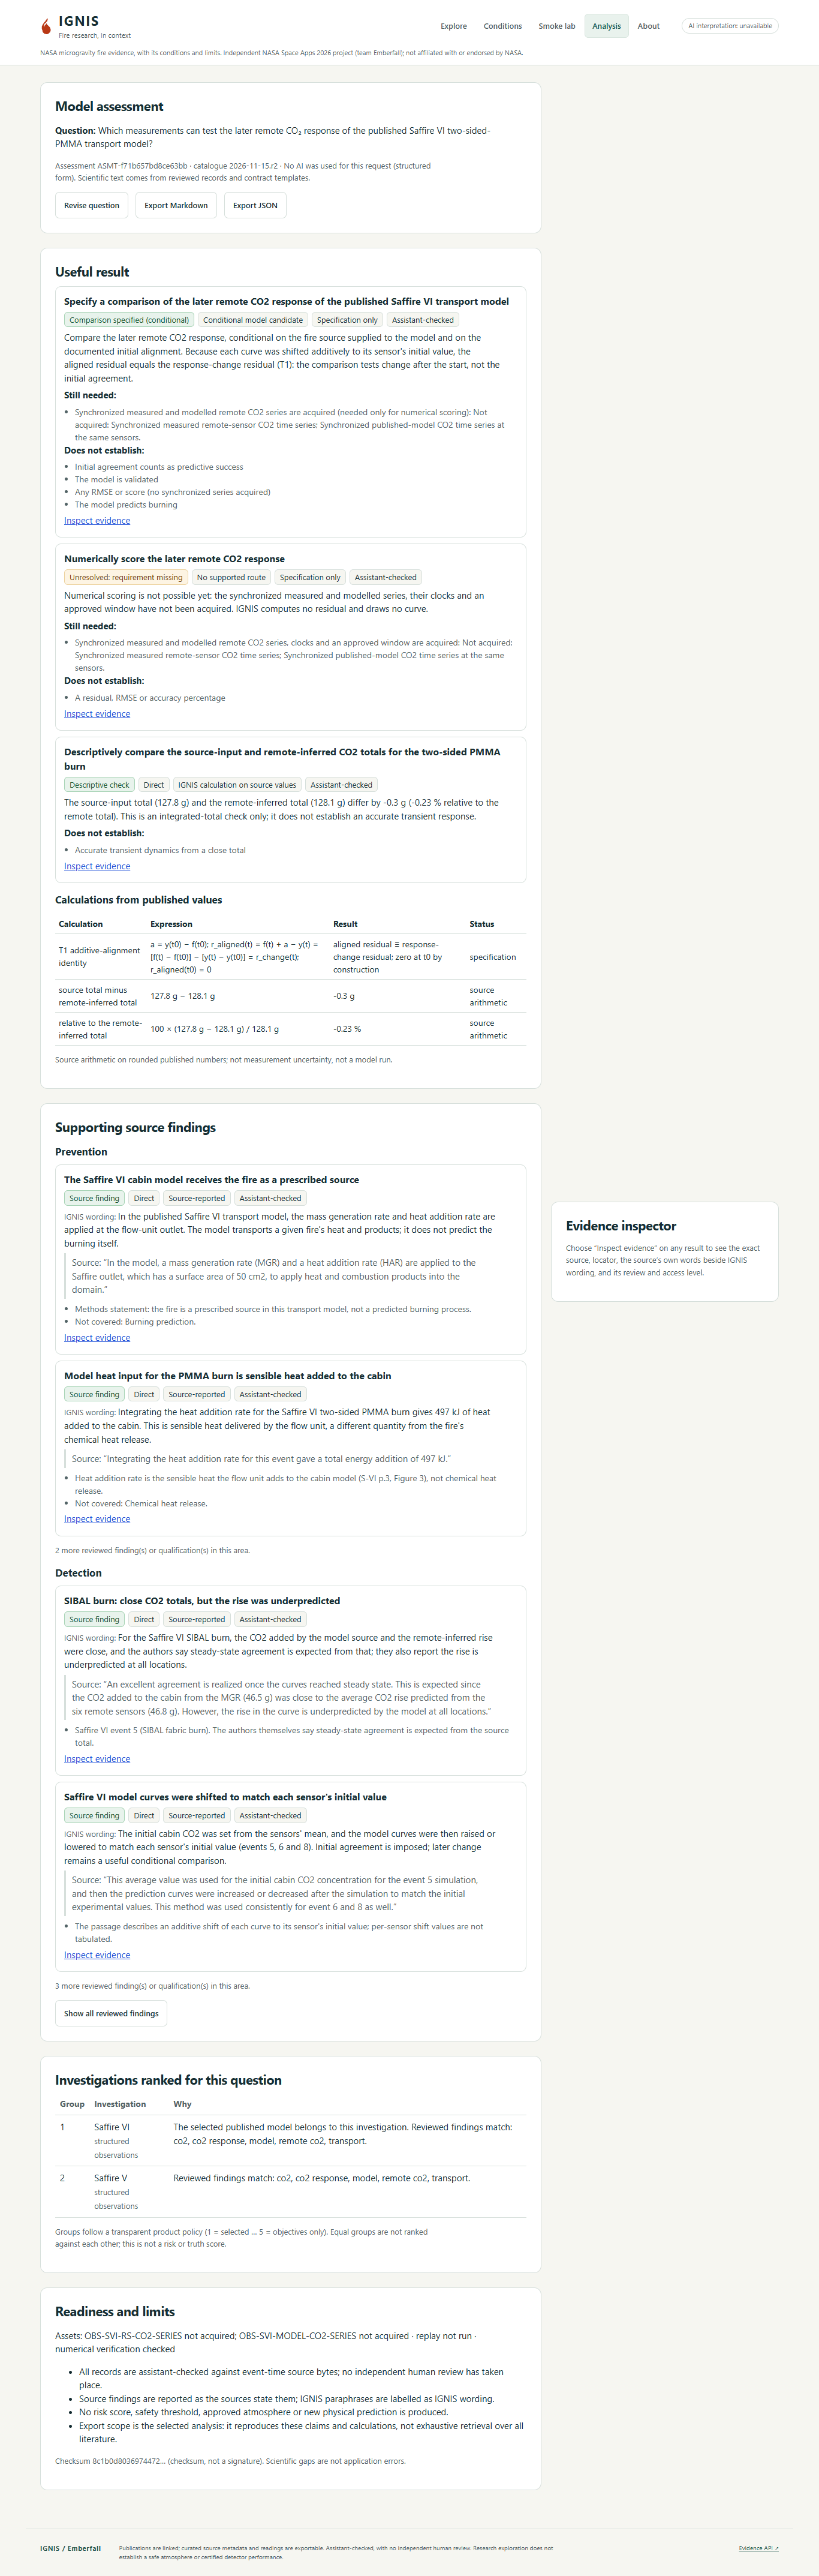 IGNIS
Fire research, in context
Explore
Conditions
Smoke lab
Analysis
About
AI interpretation: unavailable
NASA microgravity fire evidence, with its conditions and limits. Independent NASA Space Apps 2026 project (team Emberfall); not affiliated with or endorsed by NASA.
Model assessment
Question: Which measurements can test the later remote CO₂ response of the published Saffire VI two-sided-
PMMA transport model?
Assessment ASMT-f71b657bd8ce63bb · catalogue 2026-11-15.r2 · No AI was used for this request (structured
form). Scientific text comes from reviewed records and contract templates.
Revise question
Export Markdown
Export JSON
Useful result
Specify a comparison of the later remote CO2 response of the published Saffire VI transport model
Comparison specified (conditional)
Conditional model candidate
Specification only
Assistant-checked
Compare the later remote CO2 response, conditional on the fire source supplied to the model and on the
documented initial alignment. Because each curve was shifted additively to its sensor's initial value, the
aligned residual equals the response-change residual (T1): the comparison tests change after the start, not the
initial agreement.
Still needed:
• Synchronized measured and modelled remote CO2 series are acquired (needed only for numerical scoring): Not
acquired: Synchronized measured remote-sensor CO2 time series; Synchronized published-model CO2 time series at
the same sensors.
Does not establish:
• Initial agreement counts as predictive success
• The model is validated
• Any RMSE or score (no synchronized series acquired)
• The model predicts burning
Inspect evidence
Numerically score the later remote CO2 response
Unresolved: requirement missing
No supported route
Specification only
Assistant-checked
Numerical scoring is not possible yet: the synchronized measured and modelled series, their clocks and an
approved window have not been acquired. IGNIS computes no residual and draws no curve.
Still needed:
• Synchronized measured and modelled remote CO2 series, clocks and an approved window are acquired: Not acquired:
Synchronized measured remote-sensor CO2 time series; Synchronized published-model CO2 time series at the same
sensors.
Does not establish:
• A residual, RMSE or accuracy percentage
Inspect evidence
Descriptively compare the source-input and remote-inferred CO2 totals for the two-sided PMMA
burn
Descriptive check
Direct
IGNIS calculation on source values
Assistant-checked
The source-input total (127.8 g) and the remote-inferred total (128.1 g) differ by -0.3 g (-0.23 % relative to the
remote total). This is an integrated-total check only; it does not establish an accurate transient response.
Does not establish:
• Accurate transient dynamics from a close total
Inspect evidence
Calculations from published values
Calculation Expression Result Status
T1 additive-alignment
identity
a = y(t0) − f(t0); r_aligned(t) = f(t) + a − y(t) =
[f(t) − f(t0)] − [y(t) − y(t0)] = r_change(t);
r_aligned(t0) = 0
aligned residual ≡ response-
change residual; zero at t0 by
construction
specification
source total minus
remote-inferred total
127.8 g − 128.1 g
-0.3 g
source
arithmetic
relative to the remote-
inferred total
100 × (127.8 g − 128.1 g) / 128.1 g
-0.23 %
source
arithmetic
Source arithmetic on rounded published numbers; not measurement uncertainty, not a model run.
Supporting source findings
Prevention
The Saffire VI cabin model receives the fire as a prescribed source
Source finding
Direct
Source-reported
Assistant-checked
IGNIS wording: In the published Saffire VI transport model, the mass generation rate and heat addition rate are
applied at the flow-unit outlet. The model transports a given fire's heat and products; it does not predict the
burning itself.
Source: "In the model, a mass generation rate (MGR) and a heat addition rate (HAR) are applied to the
Saffire outlet, which has a surface area of 50 cm2, to apply heat and combustion products into the
domain."
• Methods statement: the fire is a prescribed source in this transport model, not a predicted burning process.
• Not covered: Burning prediction.
Inspect evidence
Model heat input for the PMMA burn is sensible heat added to the cabin
Source finding
Direct
Source-reported
Assistant-checked
IGNIS wording: Integrating the heat addition rate for the Saffire VI two-sided PMMA burn gives 497 kJ of heat
added to the cabin. This is sensible heat delivered by the flow unit, a different quantity from the fire's
chemical heat release.
Source: "Integrating the heat addition rate for this event gave a total energy addition of 497 kJ."
• Heat addition rate is the sensible heat the flow unit adds to the cabin model (S-VI p.3, Figure 3), not chemical heat
release.
• Not covered: Chemical heat release.
Inspect evidence
2 more reviewed finding(s) or qualification(s) in this area.
Detection
SIBAL burn: close CO2 totals, but the rise was underpredicted
Source finding
Direct
Source-reported
Assistant-checked
IGNIS wording: For the Saffire VI SIBAL burn, the CO2 added by the model source and the remote-inferred rise
were close, and the authors say steady-state agreement is expected from that; they also report the rise is
underpredicted at all locations.
Source: "An excellent agreement is realized once the curves reached steady state. This is expected since
the CO2 added to the cabin from the MGR (46.5 g) was close to the average CO2 rise predicted from the
six remote sensors (46.8 g). However, the rise in the curve is underpredicted by the model at all locations."
• Saffire VI event 5 (SIBAL fabric burn). The authors themselves say steady-state agreement is expected from the source
total.
Inspect evidence
Saffire VI model curves were shifted to match each sensor's initial value
Source finding
Direct
Source-reported
Assistant-checked
IGNIS wording: The initial cabin CO2 was set from the sensors' mean, and the model curves were then raised or
lowered to match each sensor's initial value (events 5, 6 and 8). Initial agreement is imposed; later change
remains a useful conditional comparison.
Source: "This average value was used for the initial cabin CO2 concentration for the event 5 simulation,
and then the prediction curves were increased or decreased after the simulation to match the initial
experimental values. This method was used consistently for event 6 and 8 as well."
• The passage describes an additive shift of each curve to its sensor's initial value; per-sensor shift values are not
tabulated.
Inspect evidence
3 more reviewed finding(s) or qualification(s) in this area.
Show all reviewed findings
Evidence inspector
Choose "Inspect evidence" on any result to see the exact
source, locator, the source's own words beside IGNIS
wording, and its review and access level.
Investigations ranked for this question
Group Investigation Why
1
Saffire VI
structured
observations
The selected published model belongs to this investigation. Reviewed findings match:
co2, co2 response, model, remote co2, transport.
2
Saffire V
structured
observations
Reviewed findings match: co2, co2 response, model, remote co2, transport.
Groups follow a transparent product policy (1 = selected ... 5 = objectives only). Equal groups are not ranked
against each other; this is not a risk or truth score.
Readiness and limits
Assets: OBS-SVI-RS-CO2-SERIES not acquired; OBS-SVI-MODEL-CO2-SERIES not acquired · replay not run ·
numerical verification checked
• All records are assistant-checked against event-time source bytes; no independent human review has taken
place.
• Source findings are reported as the sources state them; IGNIS paraphrases are labelled as IGNIS wording.
• No risk score, safety threshold, approved atmosphere or new physical prediction is produced.
• Export scope is the selected analysis: it reproduces these claims and calculations, not exhaustive retrieval over all
literature.
Checksum 8c1b0d8036974472... (checksum, not a signature). Scientific gaps are not application errors.
IGNIS / Emberfall
Publications are linked; curated source metadata and readings are exportable. Assistant-checked, with no independent human review. Research exploration does not
establish a safe atmosphere or certified detector performance.
Evidence API ↗